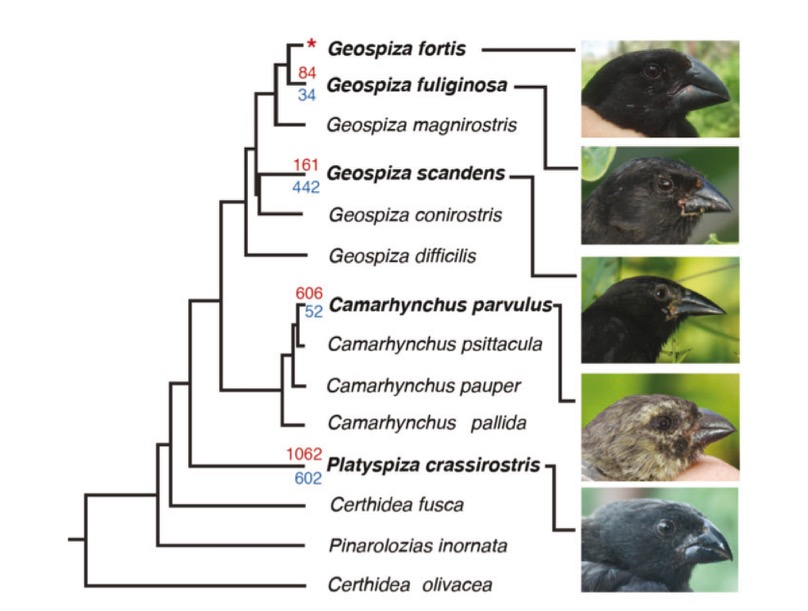 * Geospiza fortis
84
34
Geospiza fuliginosa
Geospiza magnirostris
161
442
Geospiza scandens
Geospiza conirostris
Geospiza difficilis
606
52
Camarhynchus parvulus
Camarhynchus psittacula
Camarhynchus pauper
Camarhynchus pallida
1062
602
Platyspiza crassirostris
Certhidea fusca
Pinarolozias inornata
Certhidea olivacea